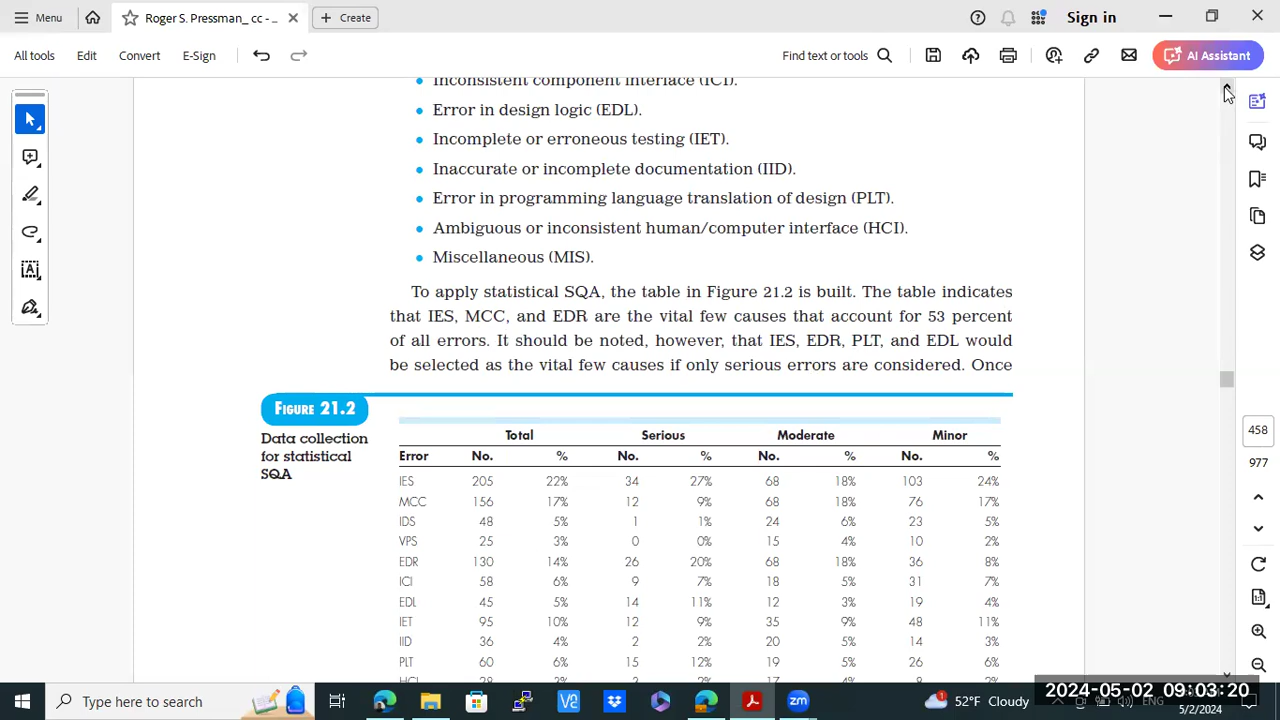 Menu
Roger S. Pressman_ cc - ...
Create
Sign in
All tools
Edit
Convert
E-Sign
Find text or tools
AI Assistant
Inconsistent component interface (ICI).
• Error in design logic (EDL).
• Incomplete or erroneous testing (IET).
• Inaccurate or incomplete documentation (IID).
• Error in programming language translation of design (PLT).
• Ambiguous or inconsistent human/computer interface (HCI).
• Miscellaneous (MIS).
To apply statistical SQA, the table in Figure 21.2 is built. The table indicates
that IES, MCC, and EDR are the vital few causes that account for 53 percent
of all errors. It should be noted, however, that IES, EDR, PLT, and EDL would
be selected as the vital few causes if only serious errors are considered. Once
FIGURE 21.2
Data collection
for statistical
SQA
Total Serious Moderate Minor
Error No. % No. % No. % No. %
IES 205 22% 34 27% 68 18% 103 24%
MCC 156 17% 12 9% 68 18% 76 17%
IDS 48 5% 1 1% 24 6% 23 5%
VPS 25 3% 0 0% 15 4% 10 2%
EDR 130 14% 26 20% 68 18% 36 8%
ICI 58 6% 9 7% 18 5% 31 7%
EDL 45 5% 14 11% 12 3% 19 4%
IET 95 10% 12 9% 35 9% 48 11%
IID 36 4% 2 2% 20 5% 14 3%
PLT 60 6% 15 12% 19 5% 26 6%
458
977
Type here to search
52°F Cloudy
2024-05-02 09:03:20
5/2/2024